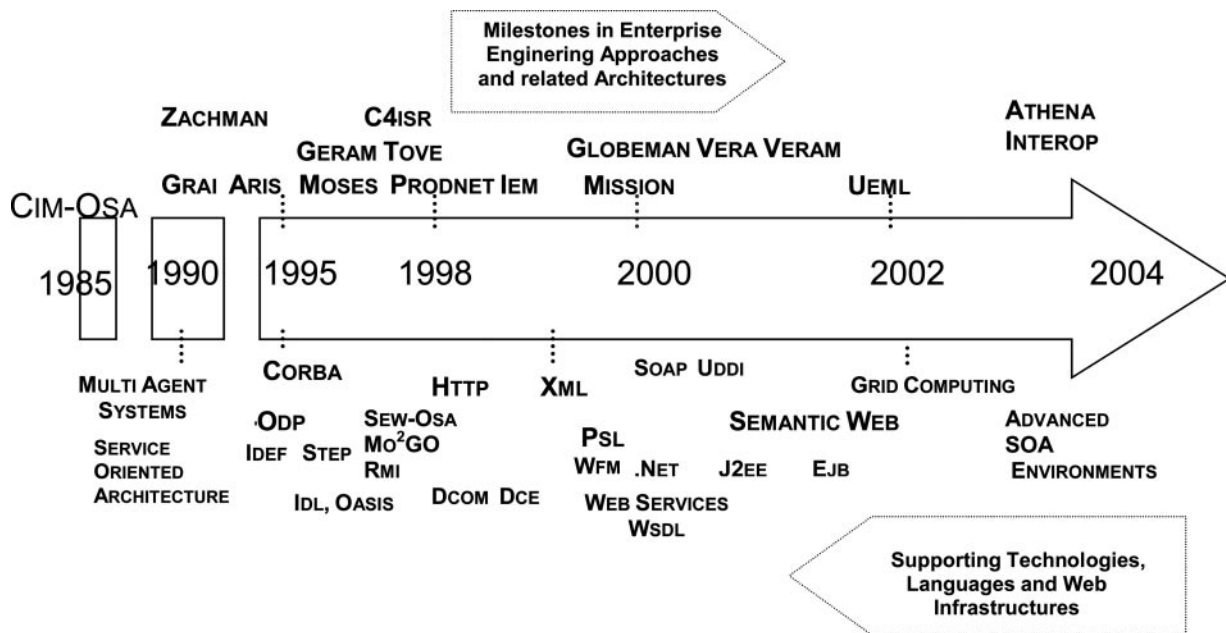 Milestones in Enterprise
Enginering Approaches
and related Architectures
ZACHMAN C4ISR ATHENA
INTEROP
GERAM TOVE GLOBEMAN VERA VERAM
GRAI ARIS MOSES PRODNET IEM MISSION UEML
CIM-OSA
1985 1990 1995 1998 2000 2002 2004
MULTI AGENT
SYSTEMS
SERVICE
ORIENTED
ARCHITECTURE
CORBA
ODP
IDEF STEP
IDL, OASIS
HTTP
SEW-OSA
MO²GO
RMI
DCOM DCE
XML
SOAP UDDI
PSL
WFM .NET J2EE EJB
WEB SERVICES
WSDL
SEMANTIC WEB
GRID COMPUTING
ADVANCED
SOA
ENVIRONMENTS
Supporting Technologies,
Languages and Web
Infrastructures